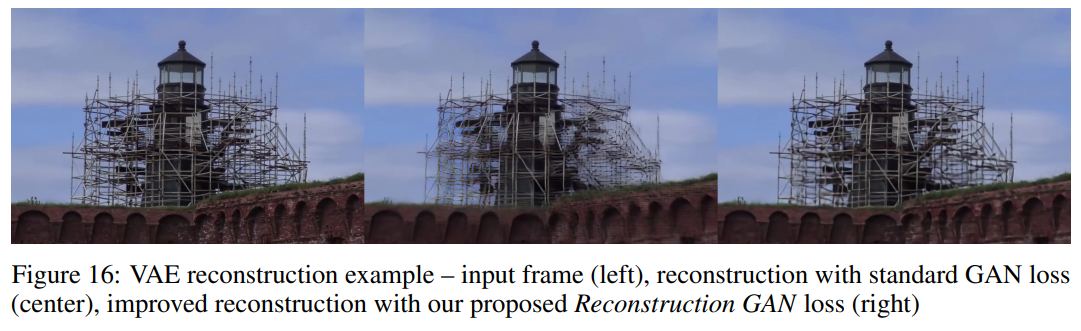 Figure 16: VAE reconstruction example – input frame (left), reconstruction with standard GAN loss
(center), improved reconstruction with our proposed Reconstruction GAN loss (right)